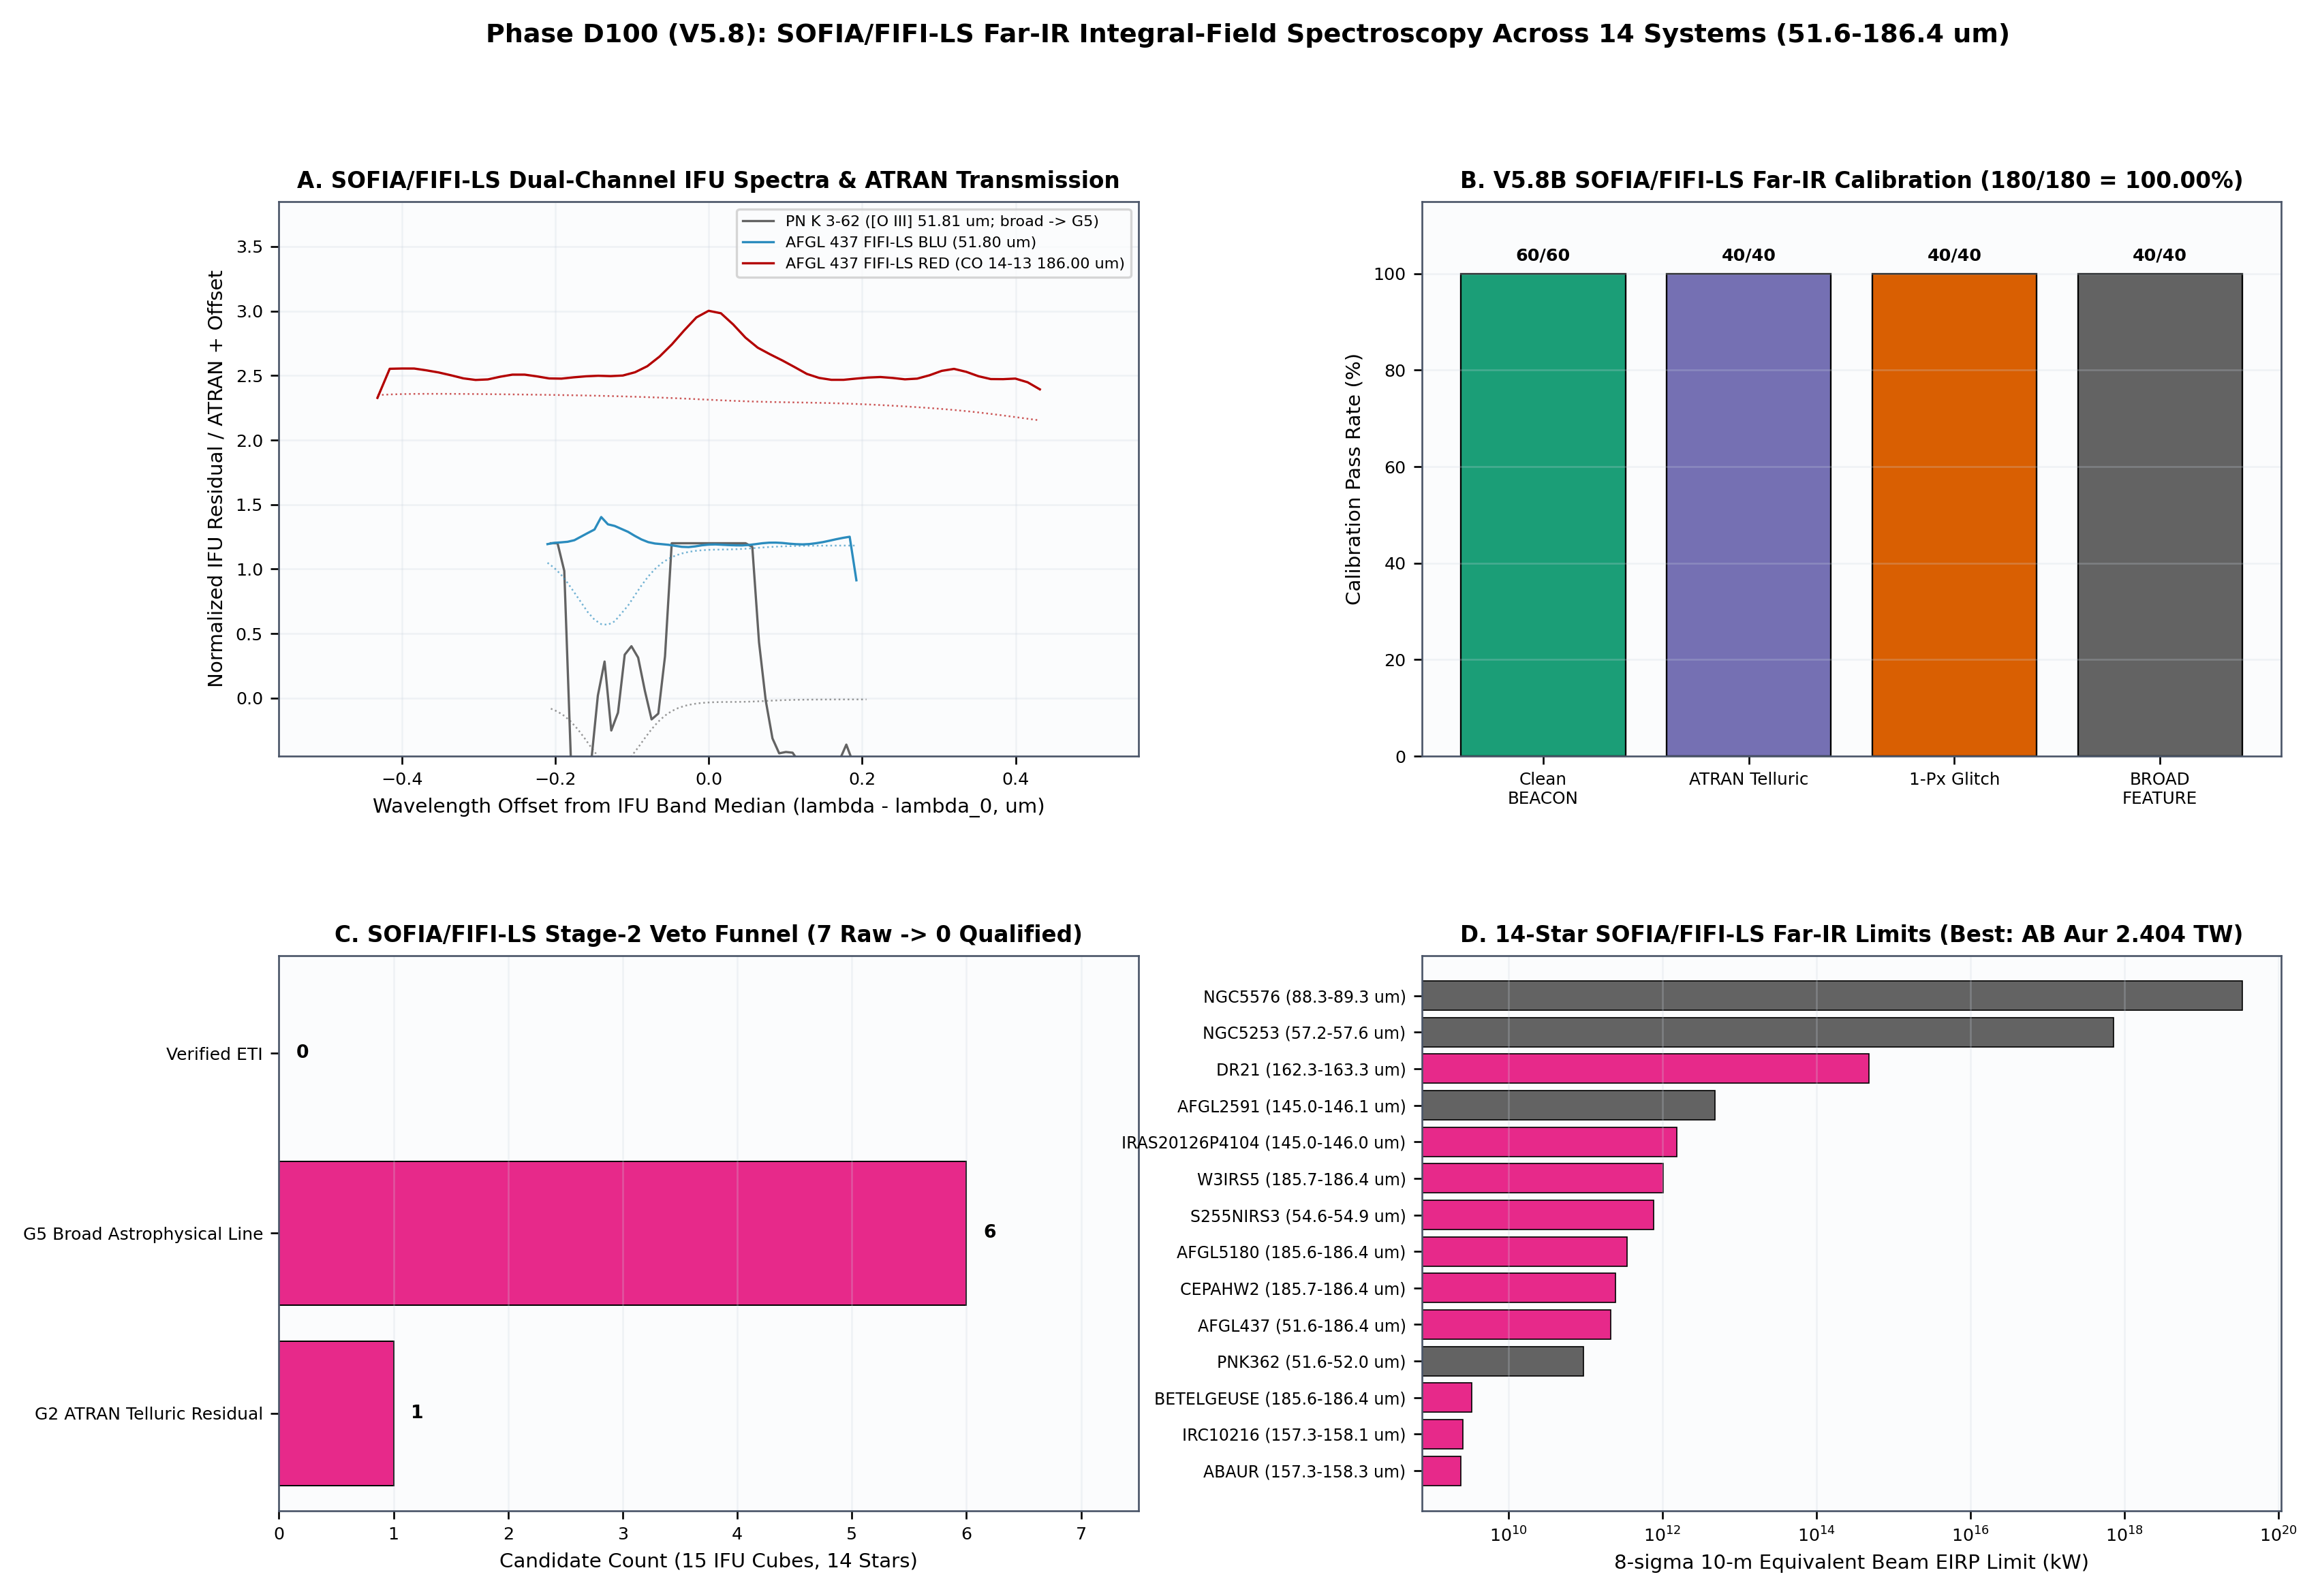 Phase D100 (V5.8): SOFIA/FIFI-LS Far-IR Integral-Field Spectroscopy Across 14 Systems (51.6-186.4 um)
A. SOFIA/FIFI-LS Dual-Channel IFU Spectra & ATRAN Transmission
PN K 3-62 ([O III] 51.81 um; broad -> G5)
AFGL 437 FIFI-LS BLU (51.80 um)
AFGL 437 FIFI-LS RED (CO 14-13 186.00 um)
Normalized IFU Residual / ATRAN + Offset
3.5
3.0
2.5
2.0
1.5
1.0
0.5
0.0
−0.4 −0.2 0.0 0.2 0.4
Wavelength Offset from IFU Band Median (lambda - lambda_0, um)
B. V5.8B SOFIA/FIFI-LS Far-IR Calibration (180/180 = 100.00%)
60/60 40/40 40/40 40/40
Calibration Pass Rate (%)
100
80
60
40
20
0
Clean
BEACON
ATRAN Telluric
1-Px Glitch
BROAD
FEATURE
C. SOFIA/FIFI-LS Stage-2 Veto Funnel (7 Raw -> 0 Qualified)
Verified ETI
0
G5 Broad Astrophysical Line
6
G2 ATRAN Telluric Residual
1
0 1 2 3 4 5 6 7
Candidate Count (15 IFU Cubes, 14 Stars)
D. 14-Star SOFIA/FIFI-LS Far-IR Limits (Best: AB Aur 2.404 TW)
NGC5576 (88.3-89.3 um)
NGC5253 (57.2-57.6 um)
DR21 (162.3-163.3 um)
AFGL2591 (145.0-146.1 um)
IRAS20126P4104 (145.0-146.0 um)
W3IRS5 (185.7-186.4 um)
S255NIRS3 (54.6-54.9 um)
AFGL5180 (185.6-186.4 um)
CEPAHW2 (185.7-186.4 um)
AFGL437 (51.6-186.4 um)
PNK362 (51.6-52.0 um)
BETELGEUSE (185.6-186.4 um)
IRC10216 (157.3-158.1 um)
ABAUR (157.3-158.3 um)
10¹⁰ 10¹² 10¹⁴ 10¹⁶ 10¹⁸ 10²⁰
8-sigma 10-m Equivalent Beam EIRP Limit (kW)